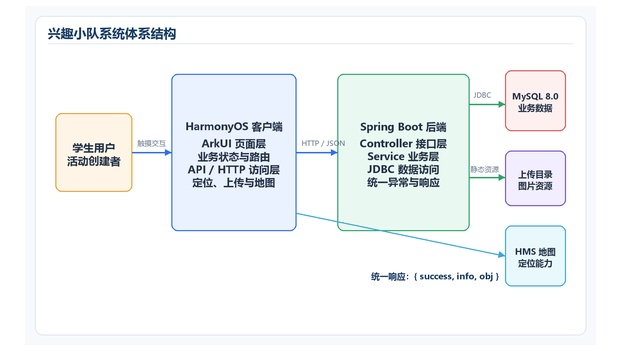 兴趣小队系统体系结构
学生用户
活动创建者
触摸交互
HarmonyOS 客户端
ArkUI 页面层
业务状态与路由
API / HTTP 访问层
定位、上传与地图
HTTP / JSON
Spring Boot 后端
Controller 接口层
Service 业务层
JDBC 数据访问
统一异常与响应
JDBC
MySQL 8.0
业务数据
静态资源
上传目录
图片资源
HMS 地图
定位能力
统一响应：{ success, info, obj }